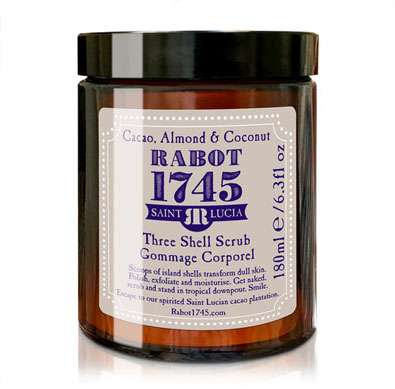 Cacao, Almond & Coconut
RABOT
1745
SAINT R LUCIA
Three Shell Scrub
Gommage Corporel
Scoops of island shells transform dull skin.
Polish, exfoliate and moisturise. Get naked,
scrub and stand in tropical downpour. Smile.
Escape to our spirited Saint Lucian cacao plantation.
Rabot1745.com
180ml ℮ / 6.3fl oz